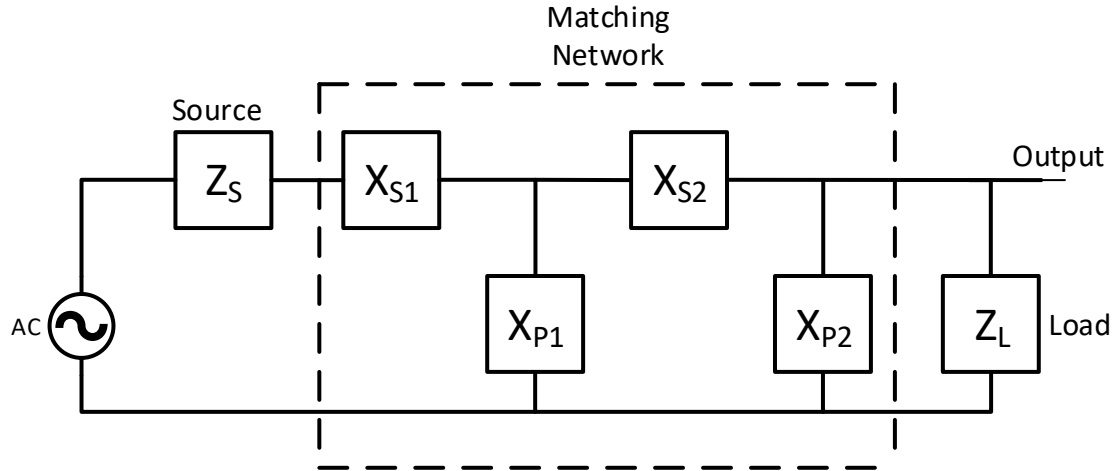 Matching
Network
Source
Z_S
X_S1
X_S2
Output
AC
X_P1
X_P2
Z_L
Load